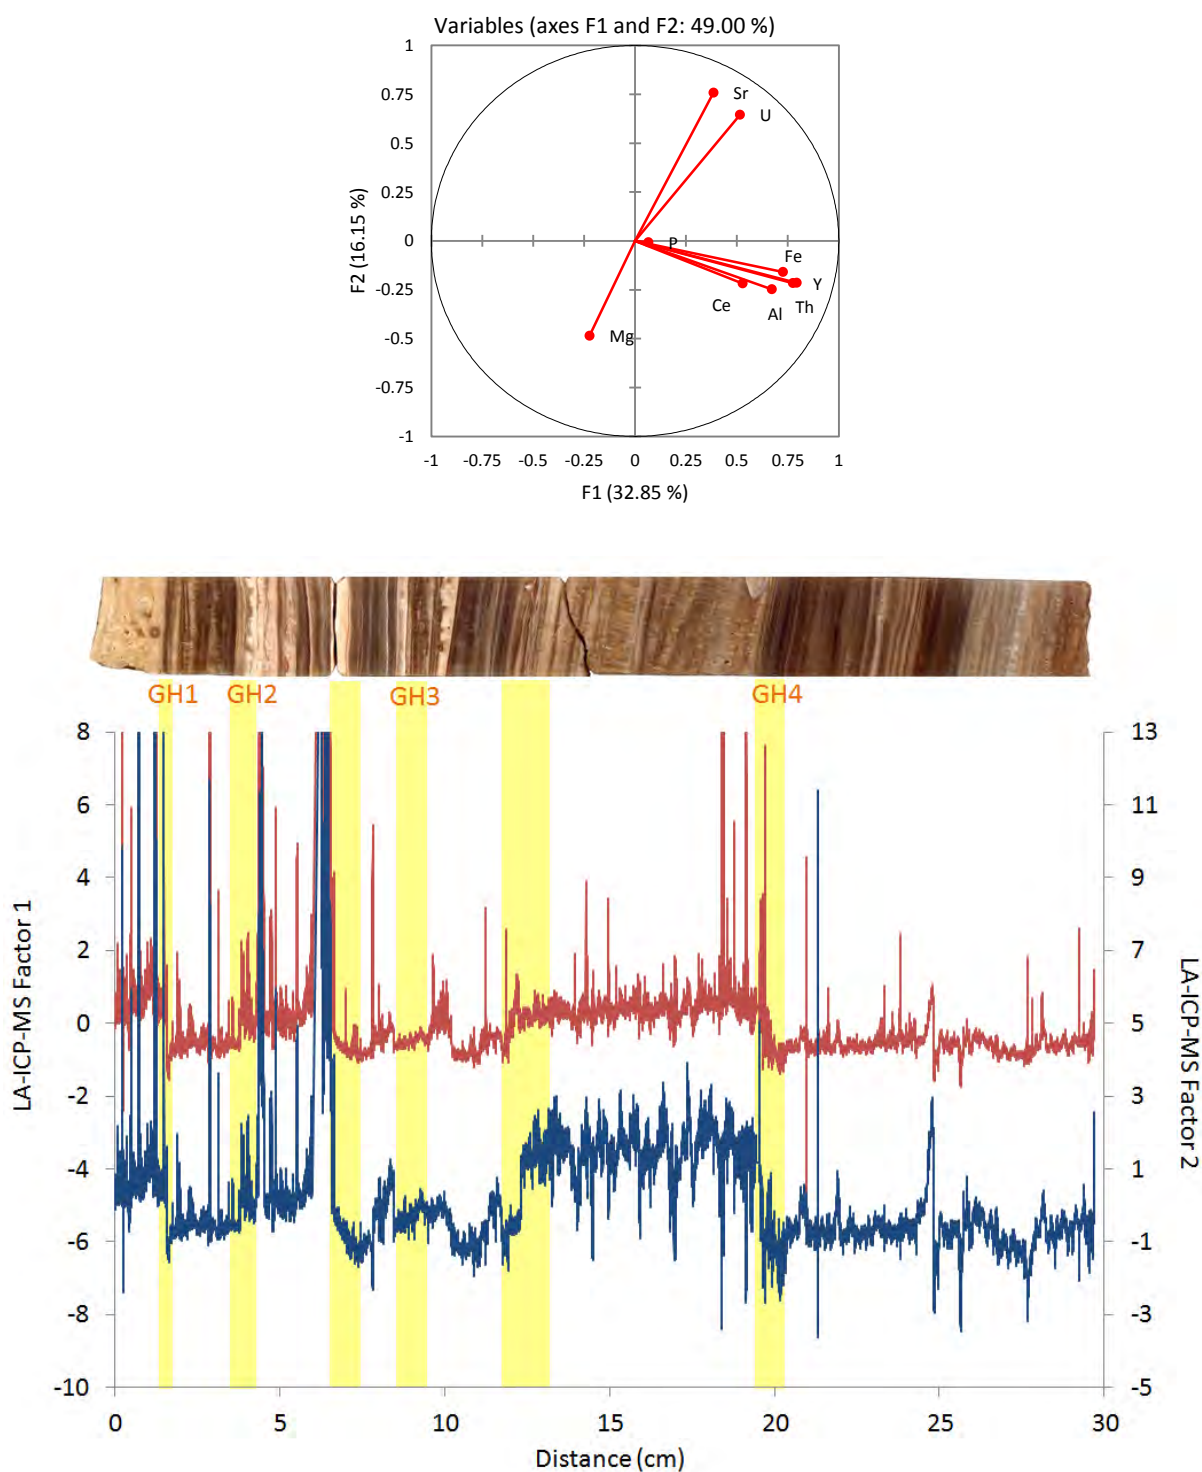 Variables (axes F1 and F2: 49.00 %)
1
0.75
0.5
0.25
0
-0.25
-0.5
-0.75
-1
F2 (16.15 %)
Sr
U
P
Fe
Y
Ce
Al
Th
Mg
-1 -0.75 -0.5 -0.25 0 0.25 0.5 0.75 1
F1 (32.85 %)
GH1 GH2 GH3 GH4
8
6
4
2
0
-2
-4
-6
-8
-10
LA-ICP-MS Factor 1
13
11
9
7
5
3
1
-1
-3
-5
LA-ICP-MS Factor 2
0 5 10 15 20 25 30
Distance (cm)